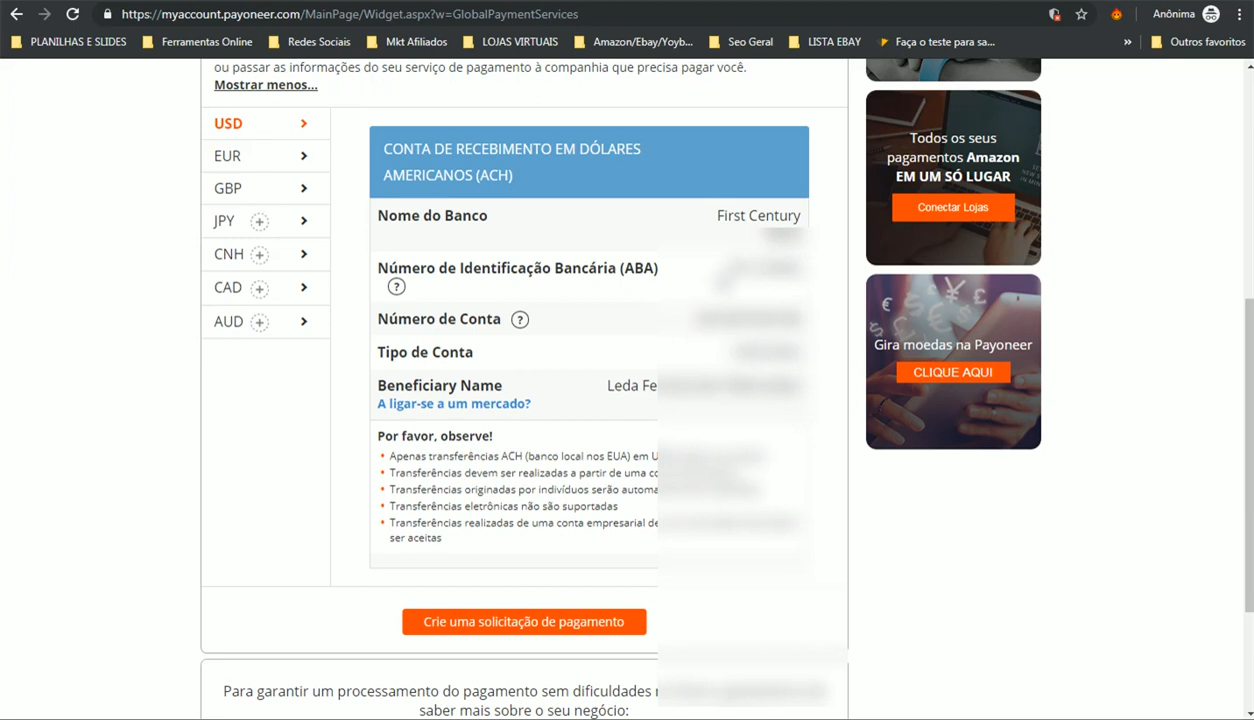 https://myaccount.payoneer.com/MainPage/Widget.aspx?w=GlobalPaymentServices
Anônima
PLANILHAS E SLIDES
Ferramentas Online
Redes Sociais
Mkt Afiliados
LOJAS VIRTUAIS
Amazon/Ebay/Yoyb...
Seo Geral
LISTA EBAY
Faça o teste para sa...
»
Outros favoritos
ou passar as informações do seu serviço de pagamento à companhia que precisa pagar você.
Mostrar menos...
USD
EUR
GBP
JPY
CNH
CAD
AUD
CONTA DE RECEBIMENTO EM DÓLARES
AMERICANOS (ACH)
Nome do Banco First Century
Número de Identificação Bancária (ABA)
?
Número de Conta ?
Tipo de Conta
Beneficiary Name Leda Fe
A ligar-se a um mercado?
Por favor, observe!
• Apenas transferências ACH (banco local nos EUA) em U
• Transferências devem ser realizadas a partir de uma co
• Transferências originadas por indivíduos serão automa
• Transferências eletrônicas não são suportadas
• Transferências realizadas de uma conta empresarial de
ser aceitas
Crie uma solicitação de pagamento
Para garantir um processamento do pagamento sem dificuldades
saber mais sobre o seu negócio:
Todos os seus
pagamentos Amazon
EM UM SÓ LUGAR
Conectar Lojas
Gira moedas na Payoneer
CLIQUE AQUI